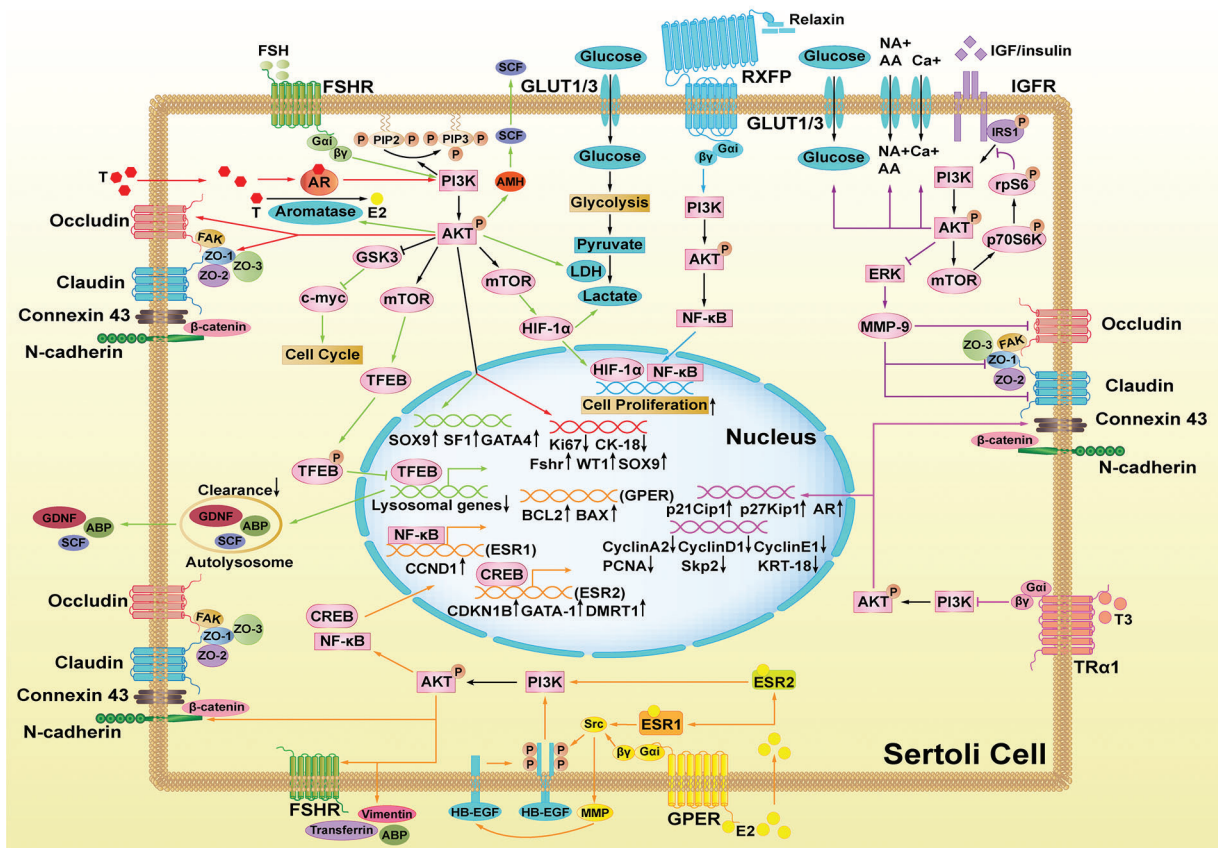 FSH
FSHR
Gαi
βγ
PIP2
P
P
PIP3
P
P
P
PI3K
SCF
SCF
AMH
GLUT1/3
Glucose
Glucose
Glycolysis
Pyruvate
LDH
Lactate
RXFP
Relaxin
βγ
Gαi
PI3K
AKT
P
NF-κB
GLUT1/3
Glucose
Glucose
NA+
AA
Ca+
NA+
AA
Ca+
IGF/insulin
IGFR
IRS1
P
PI3K
AKT
P
rpS6
P
p70S6K
P
mTOR
ERK
MMP-9
T
AR
T
Aromatase
E2
AKT
P
Occludin
FAK
ZO-1
ZO-2
ZO-3
Claudin
Connexin 43
β-catenin
N-cadherin
GSK3
c-myc
Cell Cycle
mTOR
TFEB
mTOR
HIF-1α
HIF-1α
NF-κB
Cell Proliferation↑
Nucleus
SOX9↑ SF1↑GATA4↑
Ki67↓ CK-18↓
Fshr↑ WT1↑SOX9↑
TFEB
P
TFEB
Lysosomal genes↓
(GPER)
BCL2↑ BAX↑
p21Cip1↑ p27Kip1↑ AR↑
CyclinA2↓CyclinD1↓CyclinE1↓
PCNA↓ Skp2↓ KRT-18↓
NF-κB
(ESR1)
CCND1↑
CREB
(ESR2)
CDKN1B↑GATA-1↑DMRT1↑
Clearance↓
GDNF
ABP
SCF
GDNF
ABP
SCF
Autolysosome
ZO-3
FAK
ZO-1
ZO-2
Occludin
Claudin
Connexin 43
β-catenin
N-cadherin
Occludin
FAK
ZO-1
ZO-3
ZO-2
Claudin
Connexin 43
β-catenin
N-cadherin
CREB
NF-κB
AKT
P
PI3K
ESR2
ESR1
Src
βγ
Gαi
P
P
P
P
FSHR
Vimentin
Transferrin
ABP
HB-EGF
HB-EGF
MMP
GPER
E2
AKT
P
PI3K
Gαi
βγ
T3
TRα1
Sertoli Cell